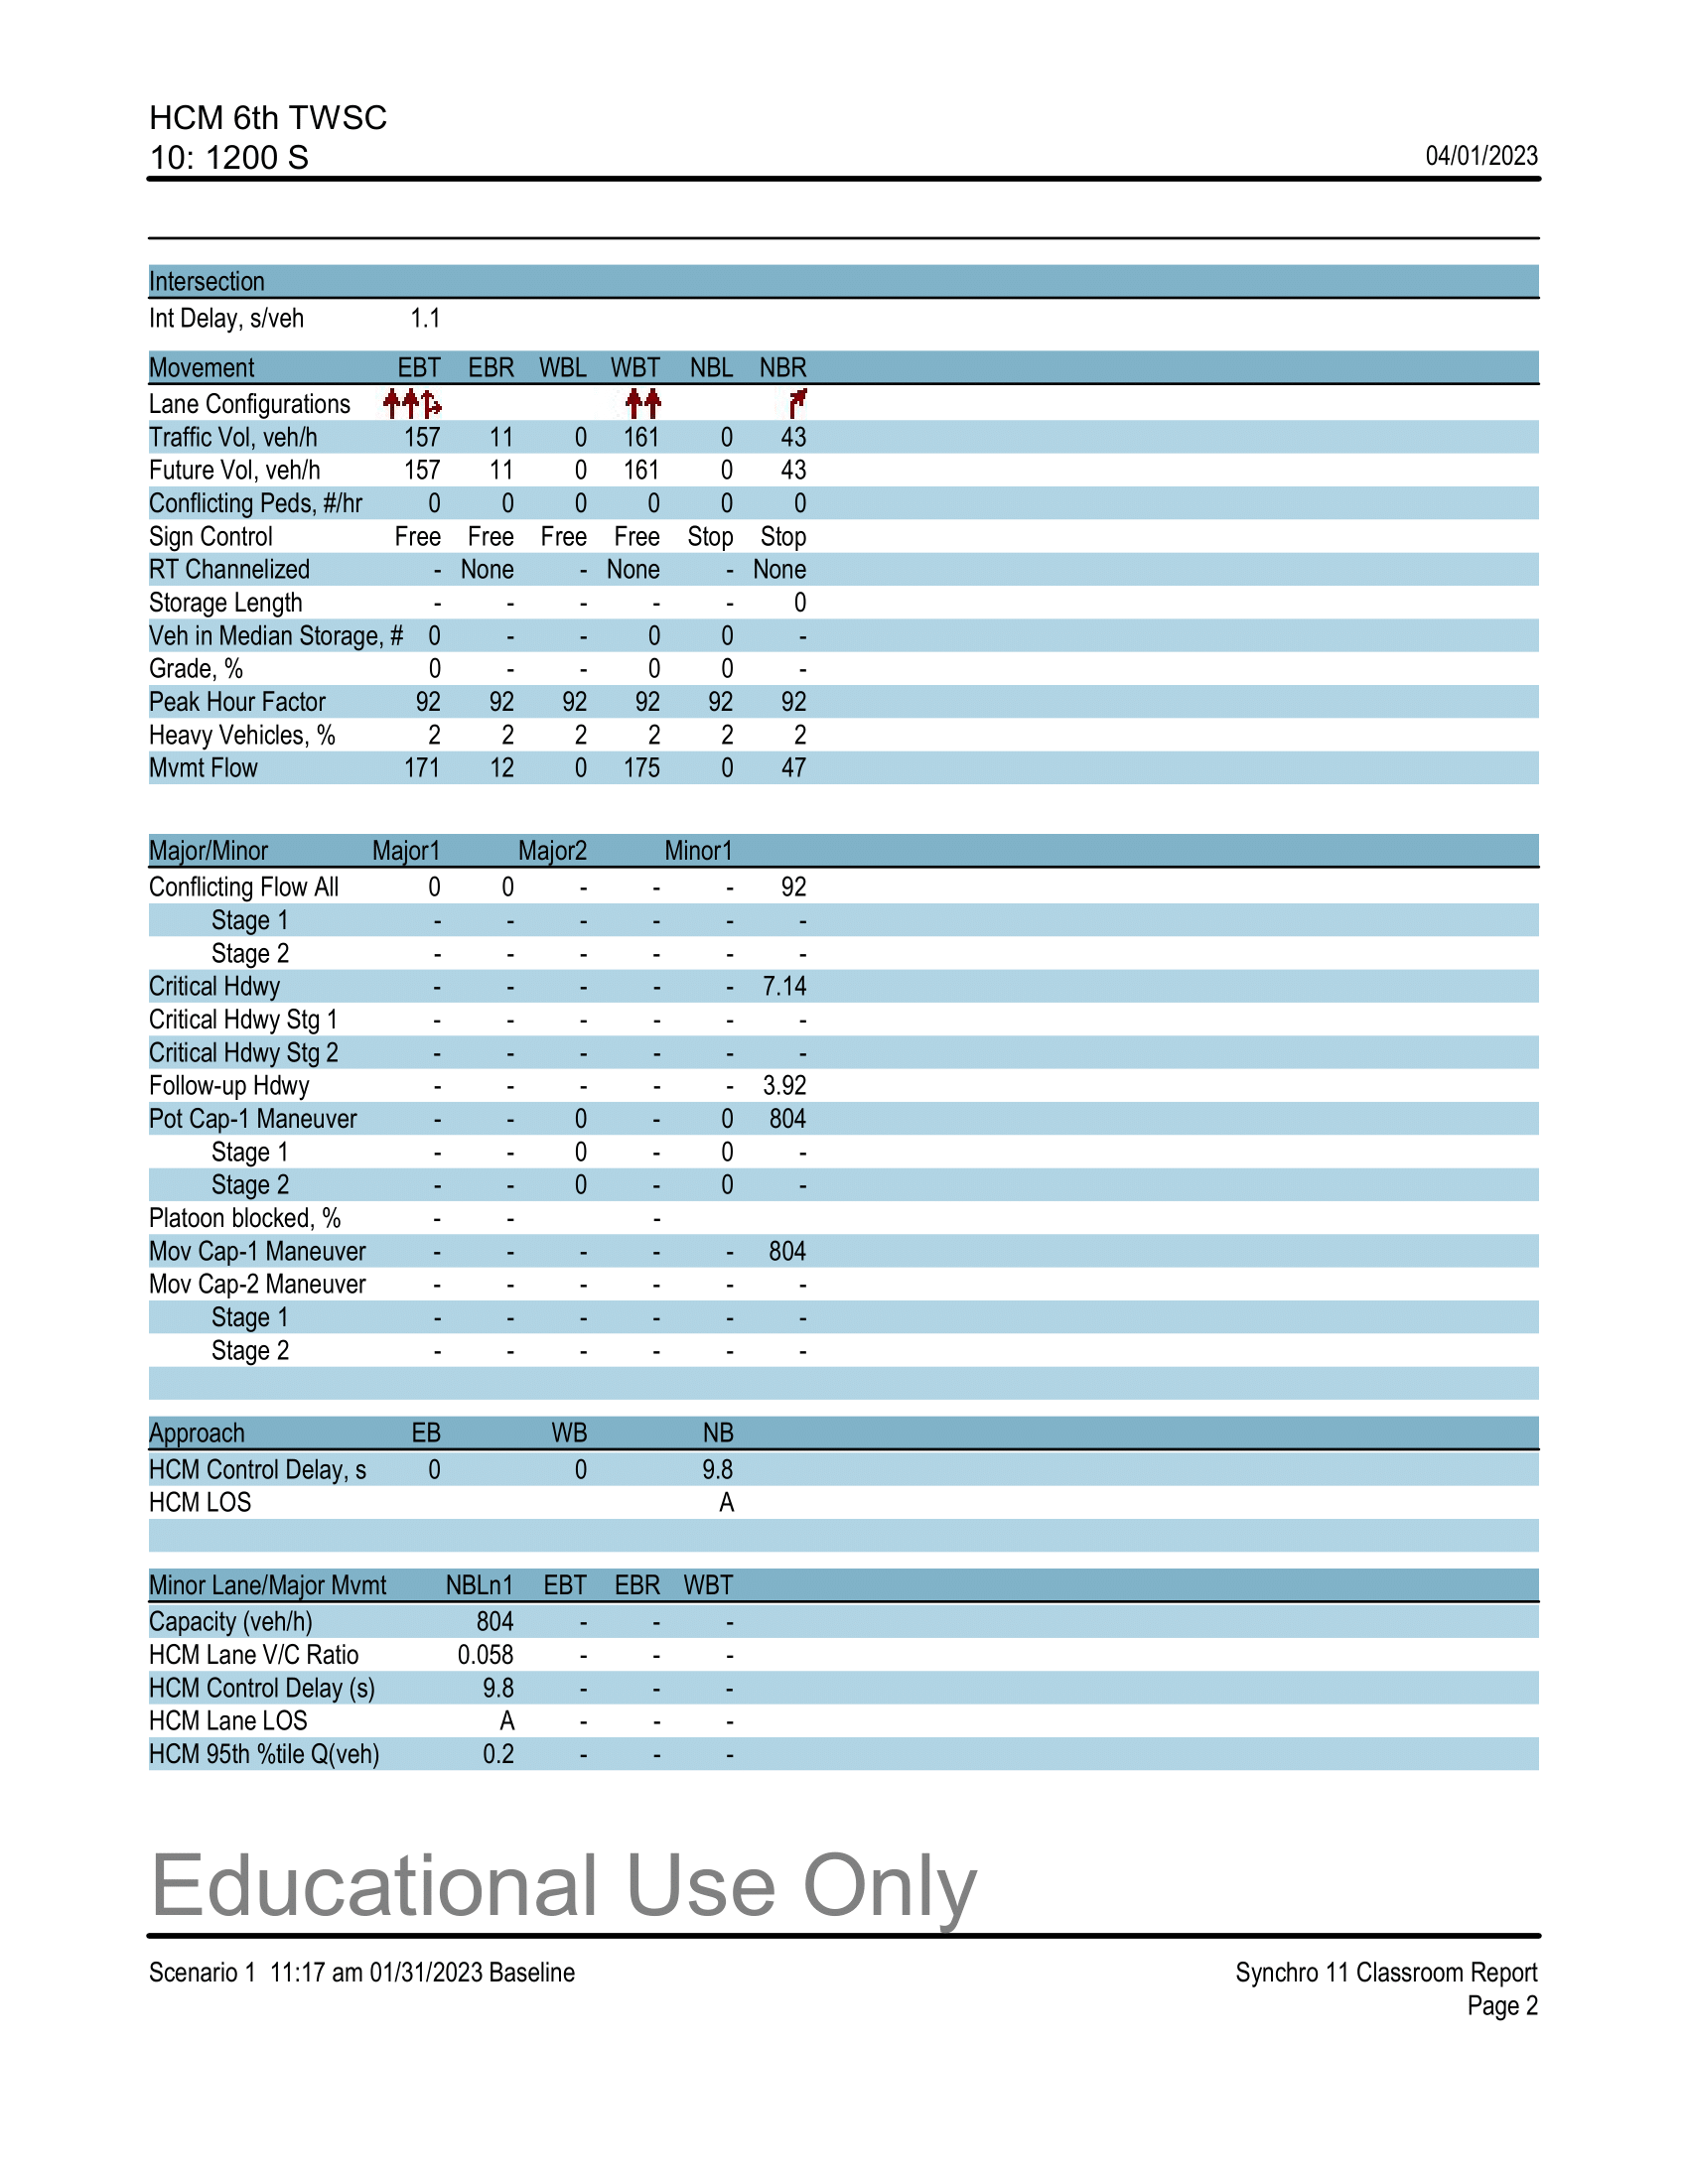 HCM 6th TWSC
10: 1200 S 04/01/2023
Intersection
Int Delay, s/veh 1.1
Movement EBT EBR WBL WBT NBL NBR
Lane Configurations
Traffic Vol, veh/h 157 11 0 161 0 43
Future Vol, veh/h 157 11 0 161 0 43
Conflicting Peds, #/hr 0 0 0 0 0 0
Sign Control Free Free Free Free Stop Stop
RT Channelized - None - None - None
Storage Length - - - - - 0
Veh in Median Storage, # 0 - - 0 0 -
Grade, % 0 - - 0 0 -
Peak Hour Factor 92 92 92 92 92 92
Heavy Vehicles, % 2 2 2 2 2 2
Mvmt Flow 171 12 0 175 0 47
Major/Minor Major1 Major2 Minor1
Conflicting Flow All 0 0 - - - 92
Stage 1 - - - - - -
Stage 2 - - - - - -
Critical Hdwy - - - - - 7.14
Critical Hdwy Stg 1 - - - - - -
Critical Hdwy Stg 2 - - - - - -
Follow-up Hdwy - - - - - 3.92
Pot Cap-1 Maneuver - - 0 - 0 804
Stage 1 - - 0 - 0 -
Stage 2 - - 0 - 0 -
Platoon blocked, % - - -
Mov Cap-1 Maneuver - - - - - 804
Mov Cap-2 Maneuver - - - - - -
Stage 1 - - - - - -
Stage 2 - - - - - -
Approach EB WB NB
HCM Control Delay, s 0 0 9.8
HCM LOS A
Minor Lane/Major Mvmt NBLn1 EBT EBR WBT
Capacity (veh/h) 804 - - -
HCM Lane V/C Ratio 0.058 - - -
HCM Control Delay (s) 9.8 - - -
HCM Lane LOS A - - -
HCM 95th %tile Q(veh) 0.2 - - -
Educational Use Only
Scenario 1 11:17 am 01/31/2023 Baseline Synchro 11 Classroom Report
Page 2